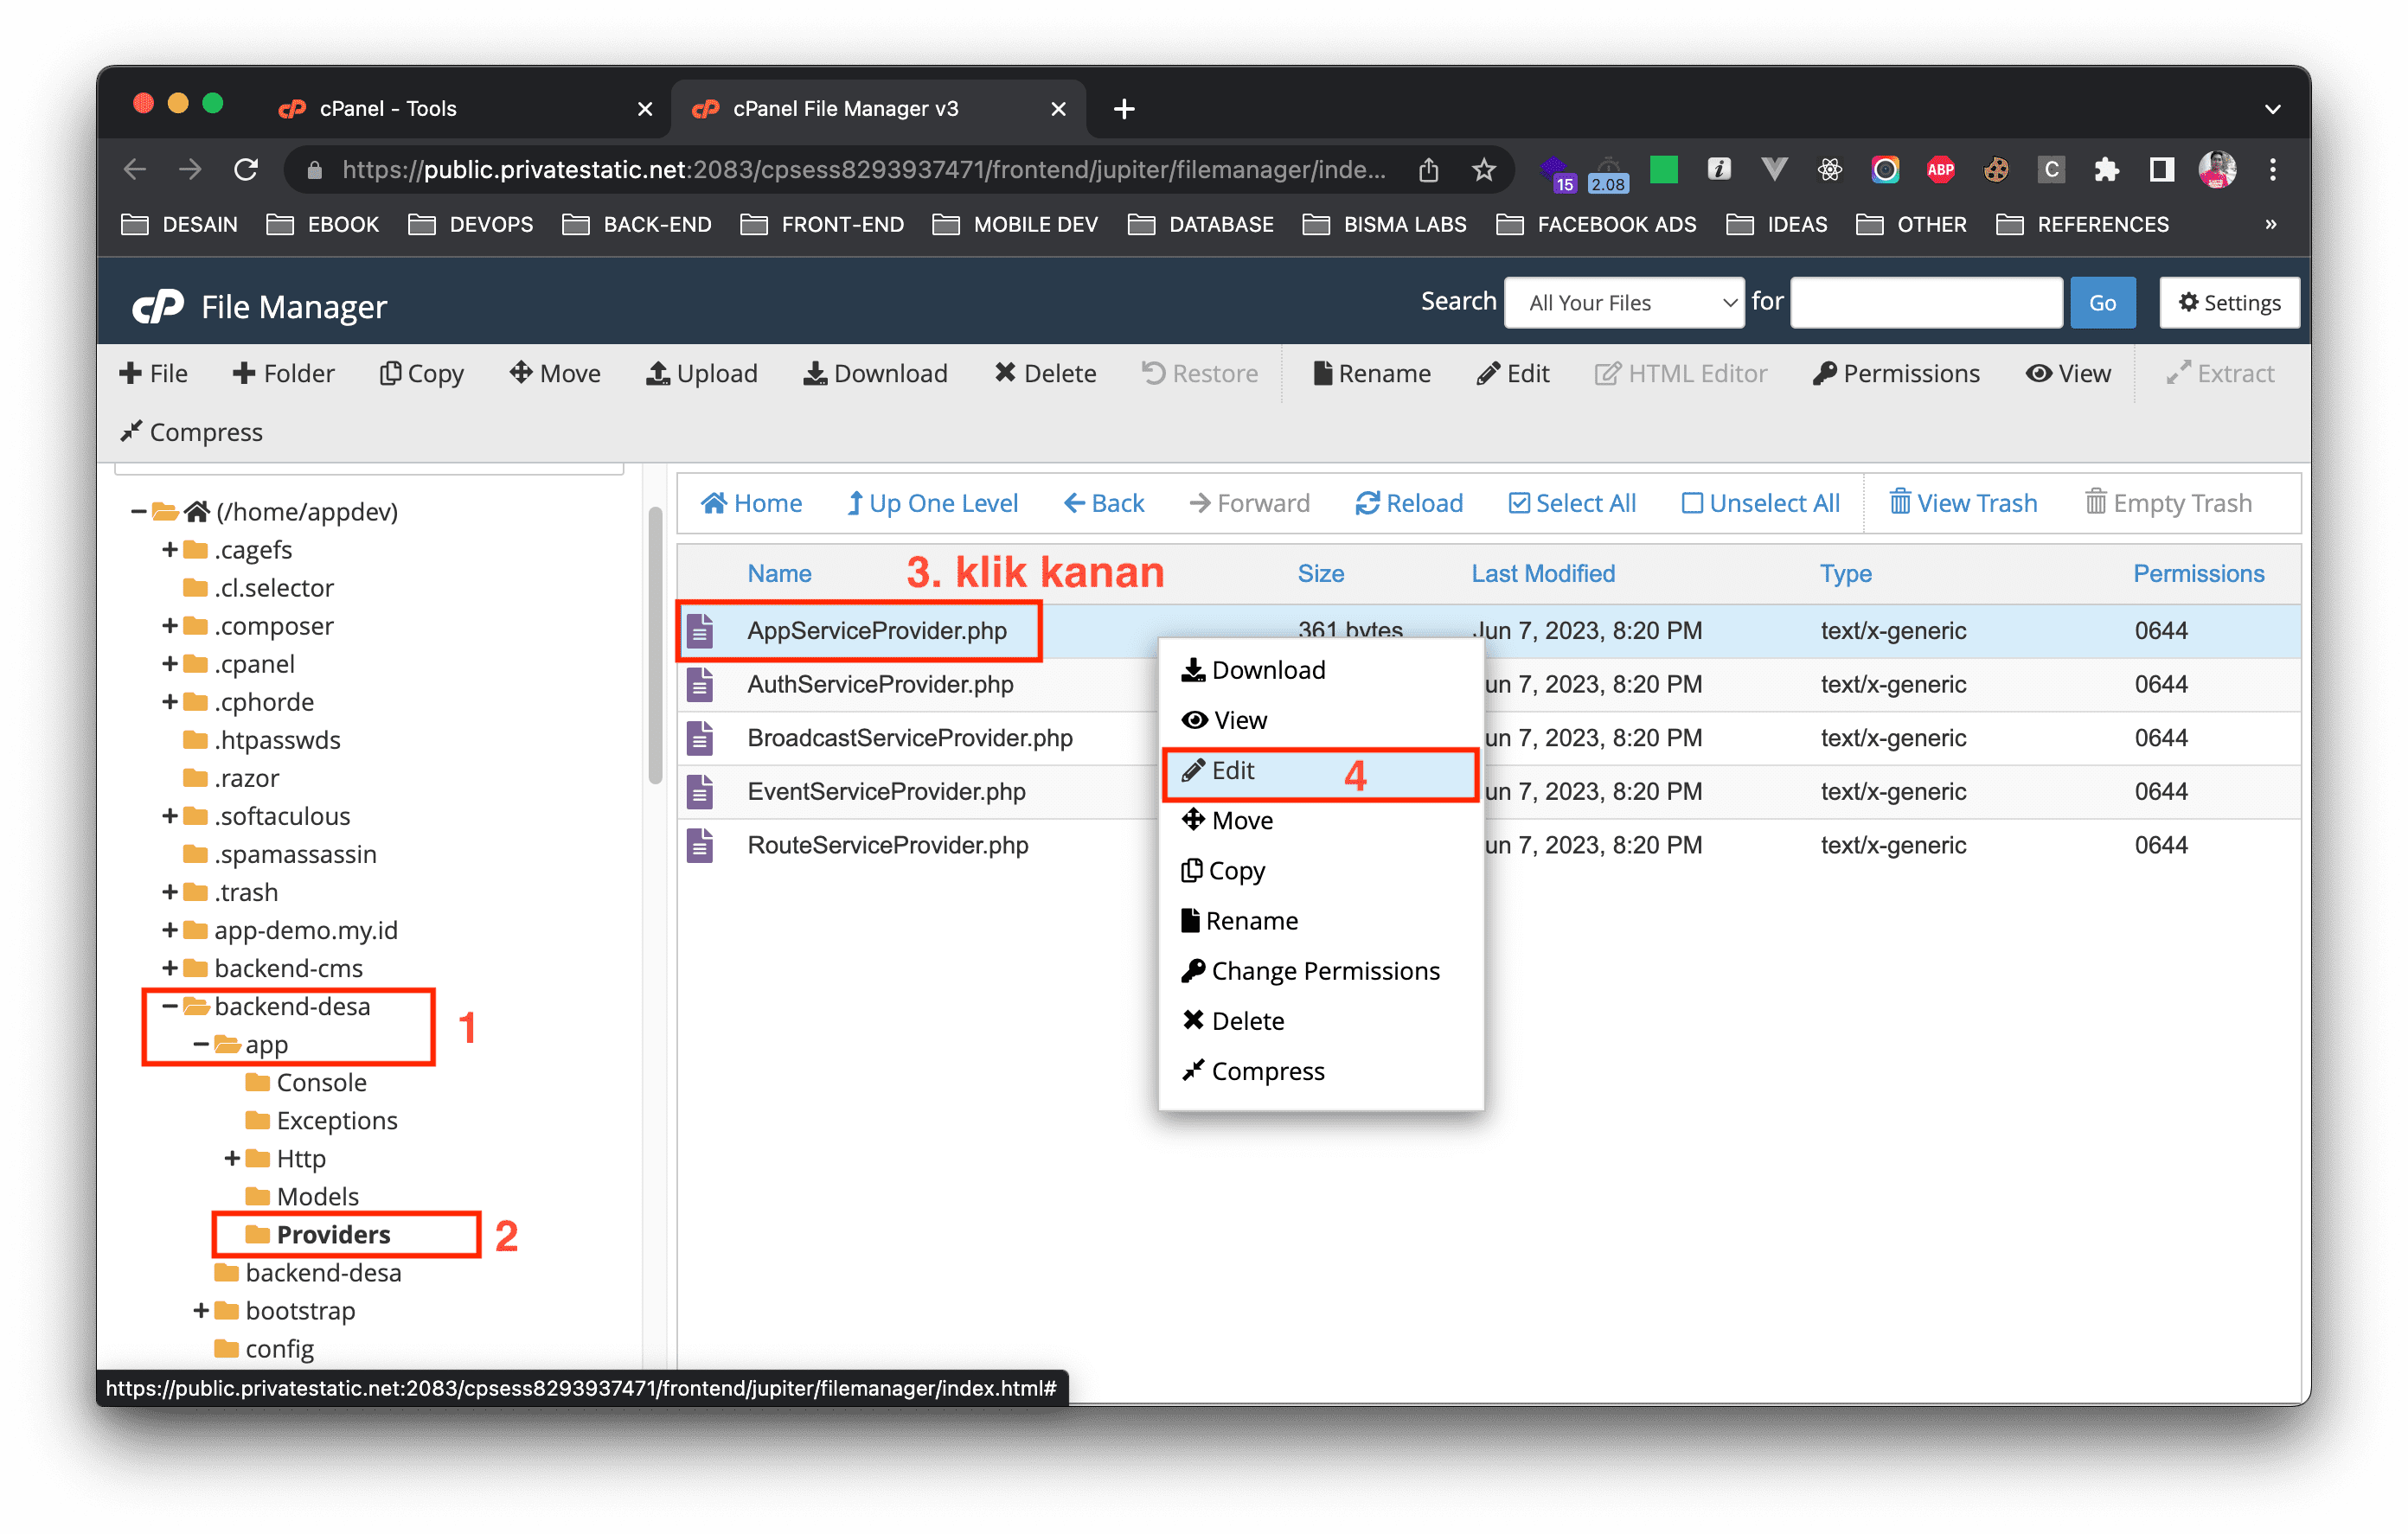 cPanel - Tools
cPanel File Manager v3
https://public.privatestatic.net:2083/cpsess8293937471/frontend/jupiter/filemanager/inde...
15
2.08
i
ABP
C
DESAIN EBOOK DEVOPS BACK-END FRONT-END MOBILE DEV DATABASE BISMA LABS FACEBOOK ADS IDEAS OTHER REFERENCES »
cP File Manager
Search All Your Files for Go Settings
File Folder Copy Move Upload Download Delete Restore Rename Edit HTML Editor Permissions View Extract
Compress
(/home/appdev)
.cagefs
.cl.selector
.composer
.cpanel
.cphorde
.htpasswds
.razor
.softaculous
.spamassassin
.trash
app-demo.my.id
backend-cms
backend-desa
app
1
Console
Exceptions
Http
Models
Providers 2
backend-desa
bootstrap
config
Home Up One Level Back Forward Reload Select All Unselect All View Trash Empty Trash
Name Size Last Modified Type Permissions
3. klik kanan
AppServiceProvider.php 361 bytes Jun 7, 2023, 8:20 PM text/x-generic 0644
AuthServiceProvider.php un 7, 2023, 8:20 PM text/x-generic 0644
BroadcastServiceProvider.php un 7, 2023, 8:20 PM text/x-generic 0644
EventServiceProvider.php un 7, 2023, 8:20 PM text/x-generic 0644
RouteServiceProvider.php un 7, 2023, 8:20 PM text/x-generic 0644
Download
View
Edit 4
Move
Copy
Rename
Change Permissions
Delete
Compress
https://public.privatestatic.net:2083/cpsess8293937471/frontend/jupiter/filemanager/index.html#